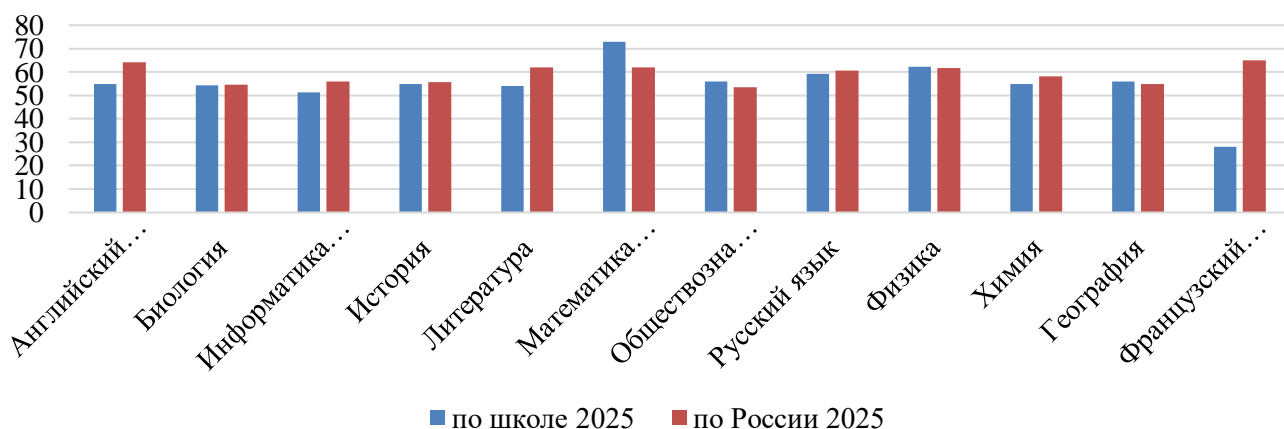 80
70
60
50
40
30
20
10
0
Английский…
Биология
Информатика…
История
Литература
Математика…
Обществозна…
Русский язык
Физика
Химия
География
Французский…
по школе 2025 по России 2025